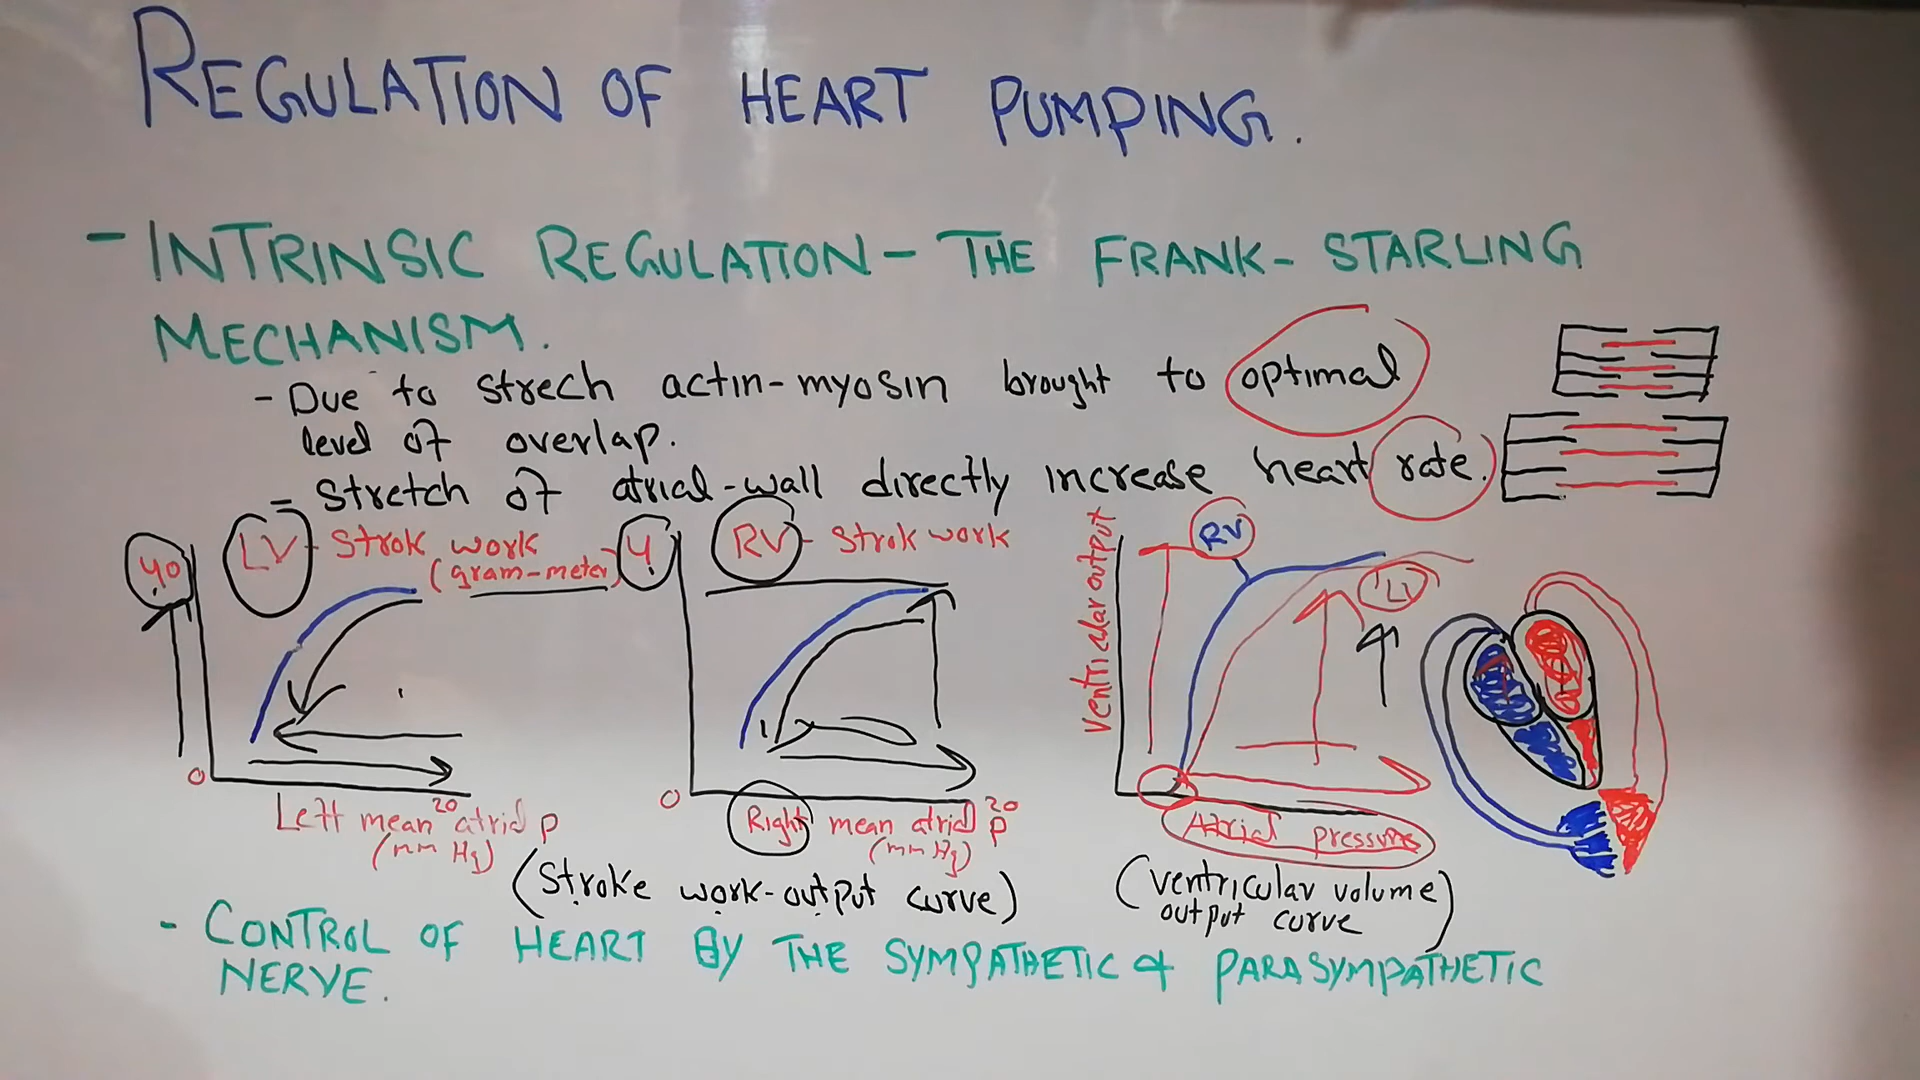 REGULATION OF HEART PUMPING.
- INTRINSIC REGULATION - THE FRANK - STARLING
MECHANISM.
- Due to strech actin-myosin brought to optimal
level of overlap.
- Stretch of atrial-wall directly increase heart rate.
40
LV - Strok work
(gram-meter)
0
20
Left mean atrial P
(mm Hg)
4
RV - Strok work
0
20
Right mean atrial P
(mm Hg)
(Stroke work-output curve)
Ventricular output
RV
LV
Atrial pressure
(ventricular volume
output curve)
- CONTROL OF HEART BY THE SYMPATHETIC & PARASYMPATHETIC
NERVE.